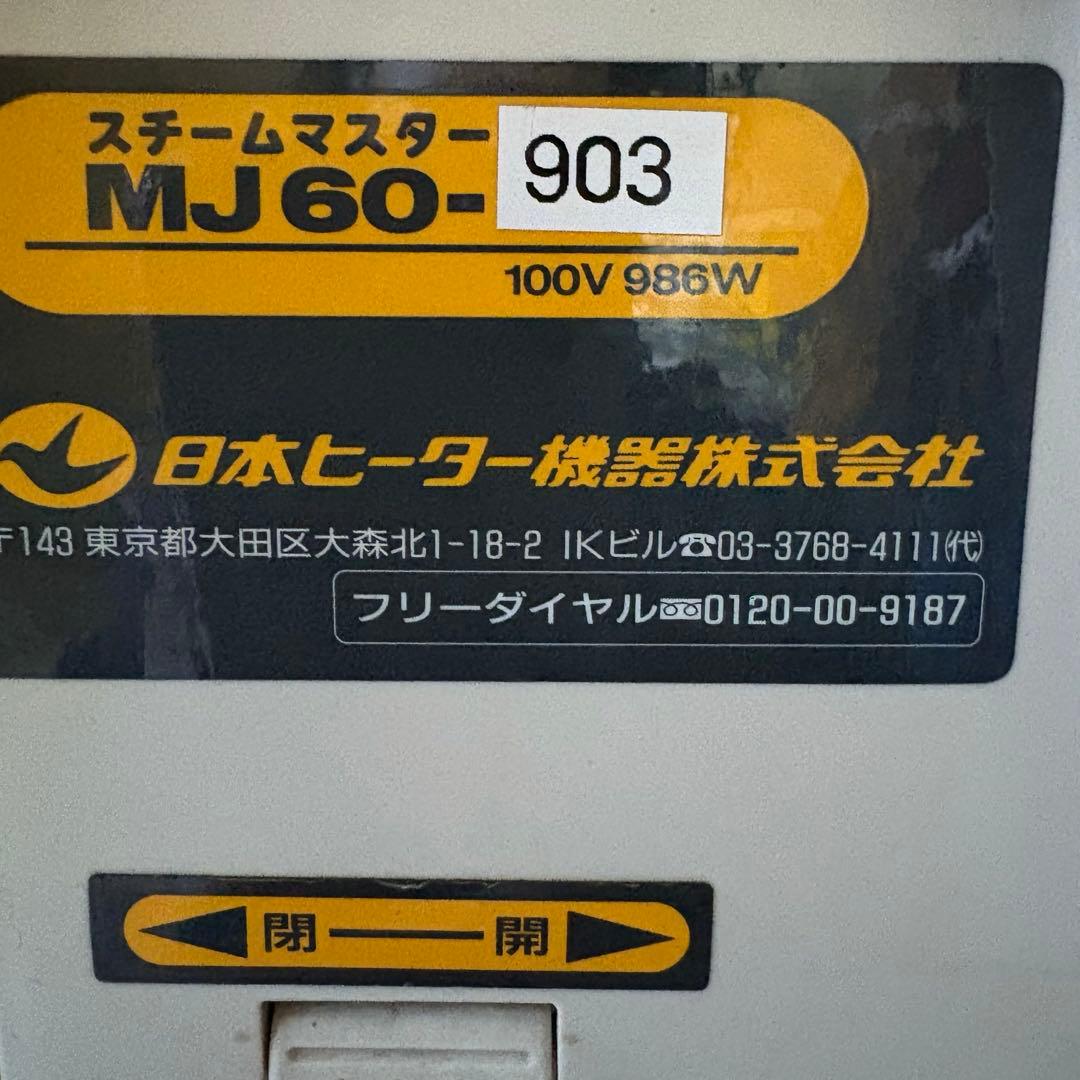 スチームマスター
MJ60-903
100V 986W
日本ヒーター機器株式会社
〒143 東京都大田区大森北1-18-2 IKビル☎03-3768-4111(代)
フリーダイヤル0120-00-9187
閉 開